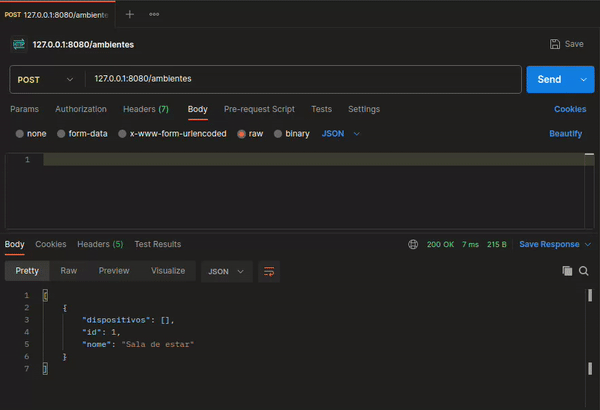 POST 127.0.0.1:8080/ambiente
127.0.0.1:8080/ambientes Save
POST 127.0.0.1:8080/ambientes Send
Params Authorization Headers (7) Body Pre-request Script Tests Settings Cookies
none form-data x-www-form-urlencoded raw binary JSON Beautify
1
Body Cookies Headers (5) Test Results 200 OK 7 ms 215 B Save Response
Pretty Raw Preview Visualize JSON
1 [
2 {
3 "dispositivos": [],
4 "id": 1,
5 "nome": "Sala de estar"
6 }
7 ]